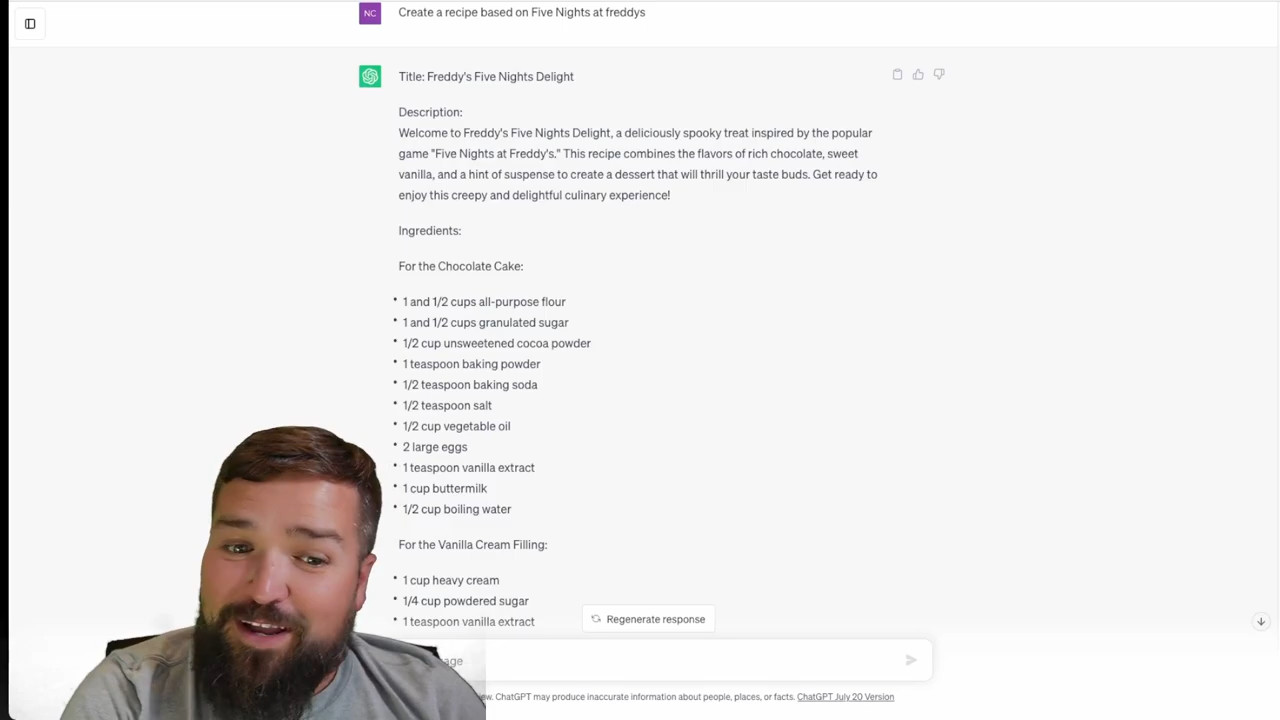 NC
Create a recipe based on Five Nights at freddys
Title: Freddy's Five Nights Delight
Description:
Welcome to Freddy's Five Nights Delight, a deliciously spooky treat inspired by the popular
game "Five Nights at Freddy's." This recipe combines the flavors of rich chocolate, sweet
vanilla, and a hint of suspense to create a dessert that will thrill your taste buds. Get ready to
enjoy this creepy and delightful culinary experience!
Ingredients:
For the Chocolate Cake:
• 1 and 1/2 cups all-purpose flour
• 1 and 1/2 cups granulated sugar
• 1/2 cup unsweetened cocoa powder
• 1 teaspoon baking powder
• 1/2 teaspoon baking soda
• 1/2 teaspoon salt
• 1/2 cup vegetable oil
• 2 large eggs
• 1 teaspoon vanilla extract
• 1 cup buttermilk
• 1/2 cup boiling water
For the Vanilla Cream Filling:
• 1 cup heavy cream
• 1/4 cup powdered sugar
• 1 teaspoon vanilla extract
Regenerate response
ChatGPT may produce inaccurate information about people, places, or facts. ChatGPT July 20 Version